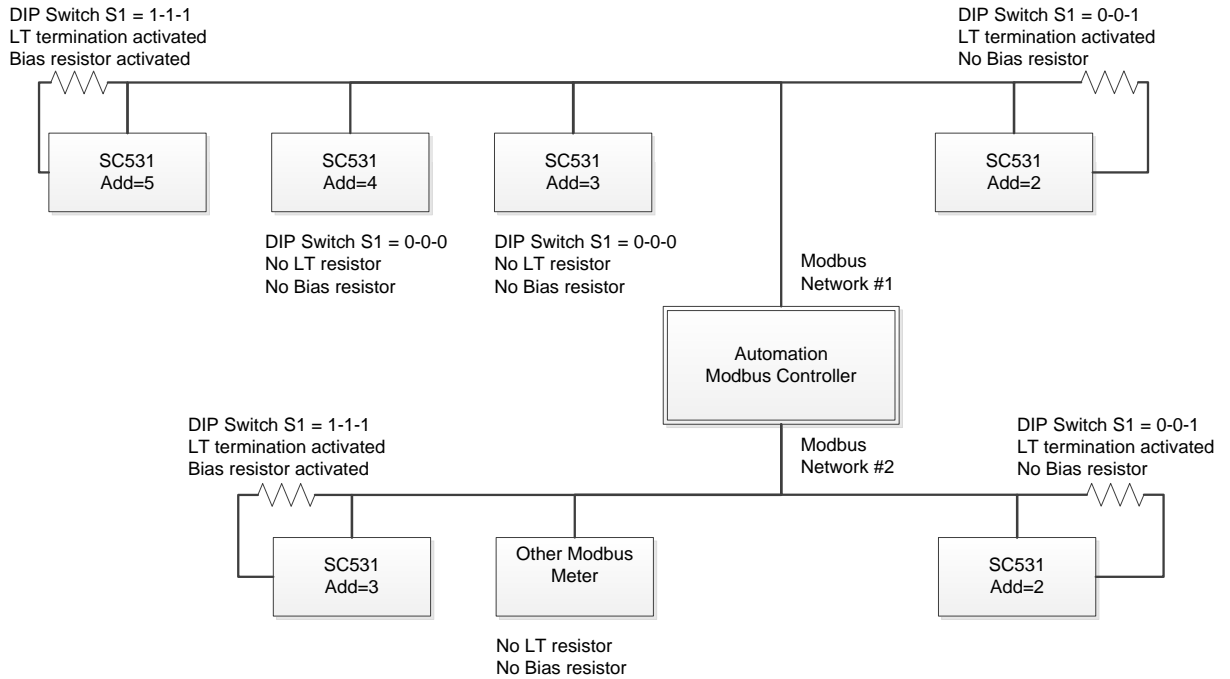 DIP Switch S1 = 1-1-1
LT termination activated
Bias resistor activated
DIP Switch S1 = 0-0-1
LT termination activated
No Bias resistor
SC531
Add=5
SC531
Add=4
SC531
Add=3
SC531
Add=2
DIP Switch S1 = 0-0-0
No LT resistor
No Bias resistor
DIP Switch S1 = 0-0-0
No LT resistor
No Bias resistor
Modbus
Network #1
Automation
Modbus Controller
DIP Switch S1 = 1-1-1
LT termination activated
Bias resistor activated
Modbus
Network #2
DIP Switch S1 = 0-0-1
LT termination activated
No Bias resistor
SC531
Add=3
Other Modbus
Meter
SC531
Add=2
No LT resistor
No Bias resistor